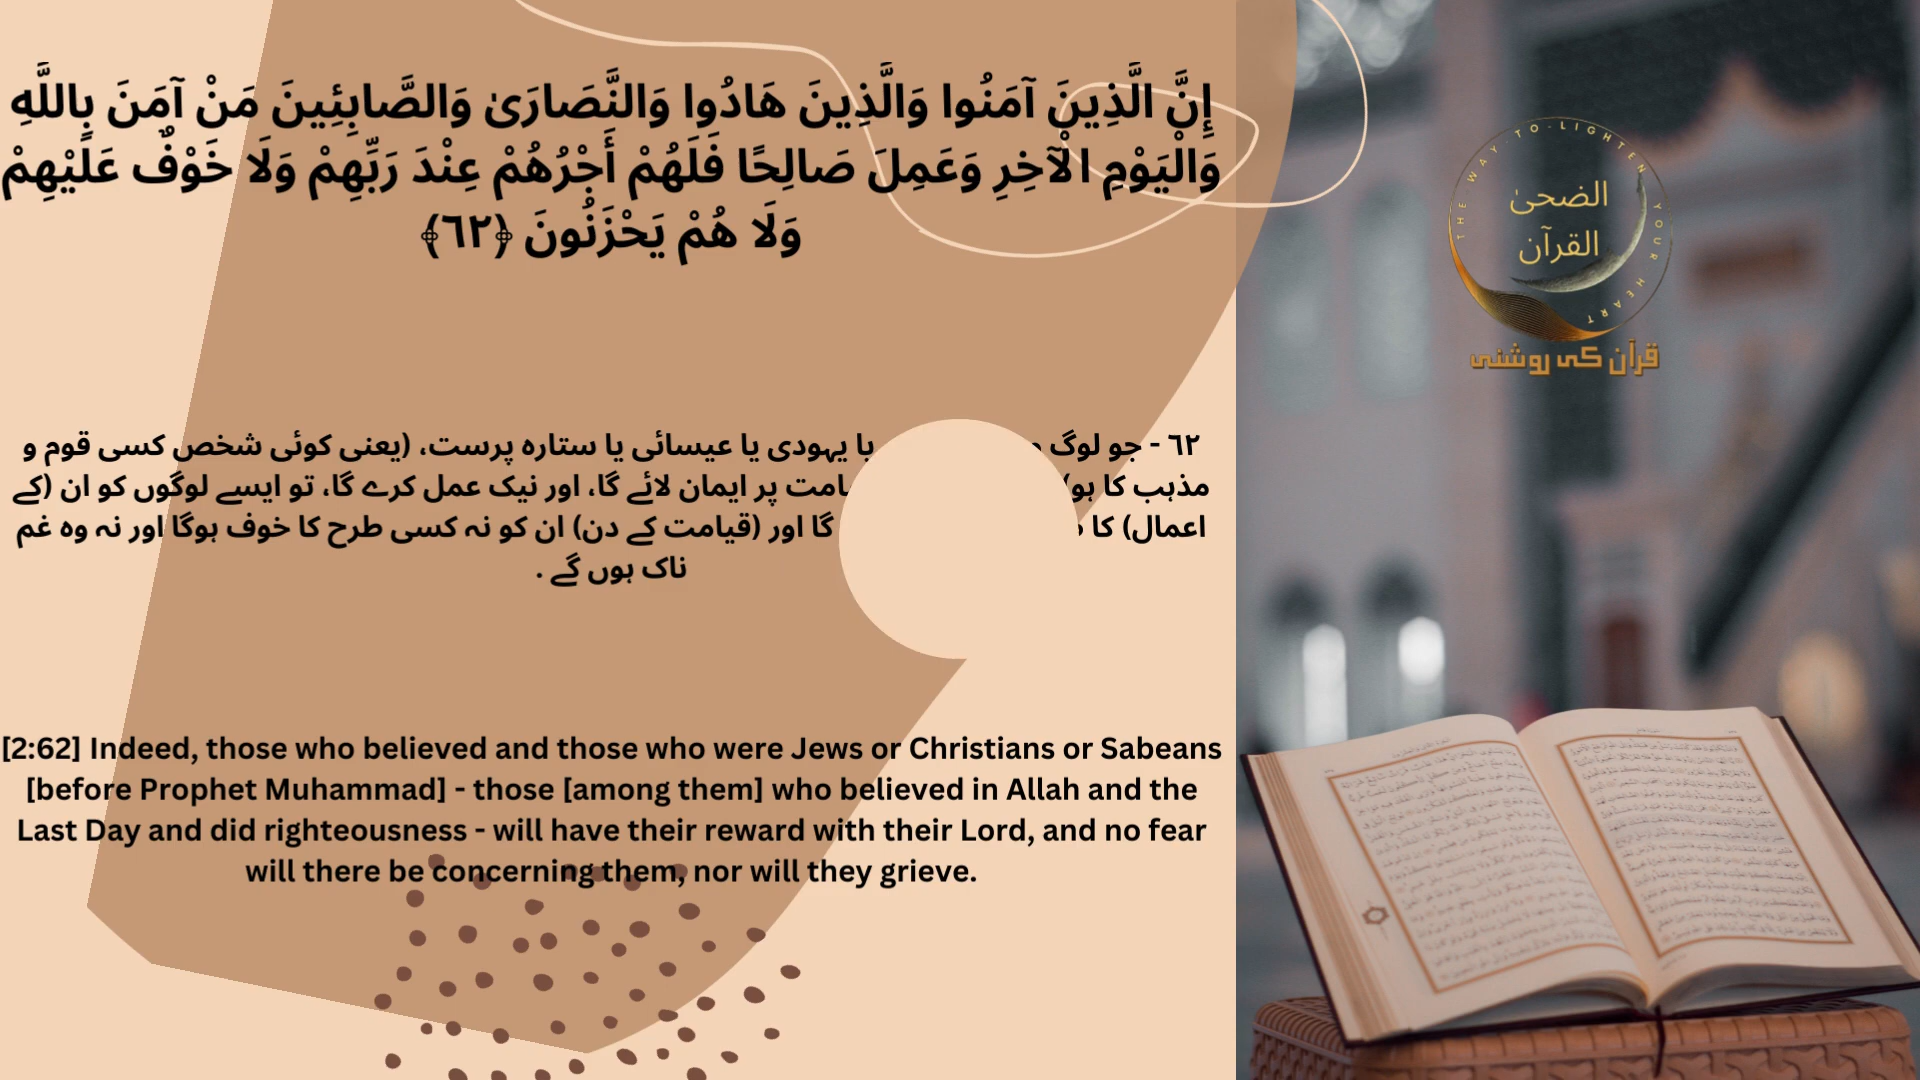 إِنَّ الَّذِينَ آمَنُوا وَالَّذِينَ هَادُوا وَالنَّصَارَىٰ وَالصَّابِئِينَ مَنْ آمَنَ بِاللَّهِ
وَالْيَوْمِ الْآخِرِ وَعَمِلَ صَالِحًا فَلَهُمْ أَجْرُهُمْ عِنْدَ رَبِّهِمْ وَلَا خَوْفٌ عَلَيْهِمْ
وَلَا هُمْ يَحْزَنُونَ ﴿٦٢﴾
THE-WAY-TO-LIGHTEN YOUR HEART
الضحىٰ
القرآن
قرآن کی روشنی
٦٢ - جو لوگ یا یہودی یا عیسائی یا ستارہ پرست، (یعنی کوئی شخص کسی قوم و
مذہب کا ہو) پر ایمان لائے گا، اور نیک عمل کرے گا، تو ایسے لوگوں کو ان (کے
اعمال) کا گا اور (قیامت کے دن) ان کو نہ کسی طرح کا خوف ہوگا اور نہ وہ غم
ناک ہوں گے .
[2:62] Indeed, those who believed and those who were Jews or Christians or Sabeans
[before Prophet Muhammad] - those [among them] who believed in Allah and the
Last Day and did righteousness - will have their reward with their Lord, and no fear
will there be concerning them, nor will they grieve.